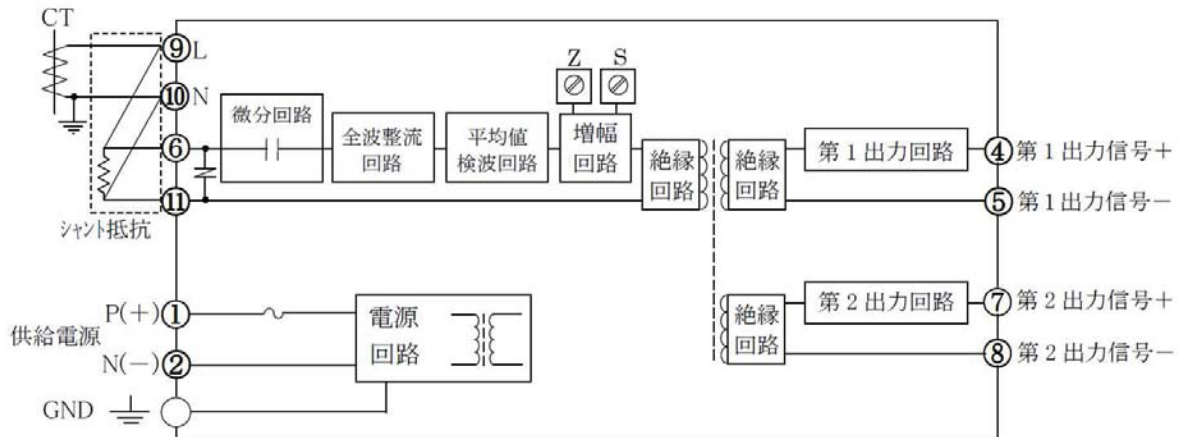 CT
⑨ L
⑩ N
Z S
微分回路
全波整流
回路
平均値
検波回路
増幅
回路
絶縁
回路
絶縁
回路
第1出力回路
④ 第1出力信号+
⑤ 第1出力信号-
⑥
⑪
シャント抵抗
P(+) ①
供給電源
N(-) ②
GND
電源
回路
絶縁
回路
第2出力回路
⑦ 第2出力信号+
⑧ 第2出力信号-